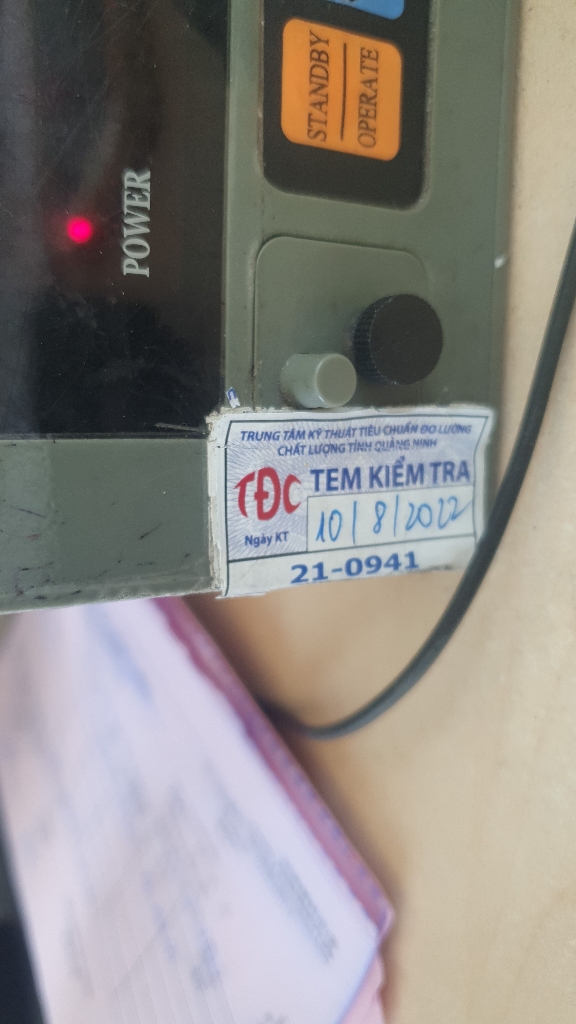 STANDBY
OPERATE
POWER
TRUNG TÂM KỸ THUẬT TIÊU CHUẨN ĐO LƯỜNG
CHẤT LƯỢNG TỈNH QUẢNG NINH
TĐC
TEM KIỂM TRA
Ngày KT
10/8/2022
21-0941